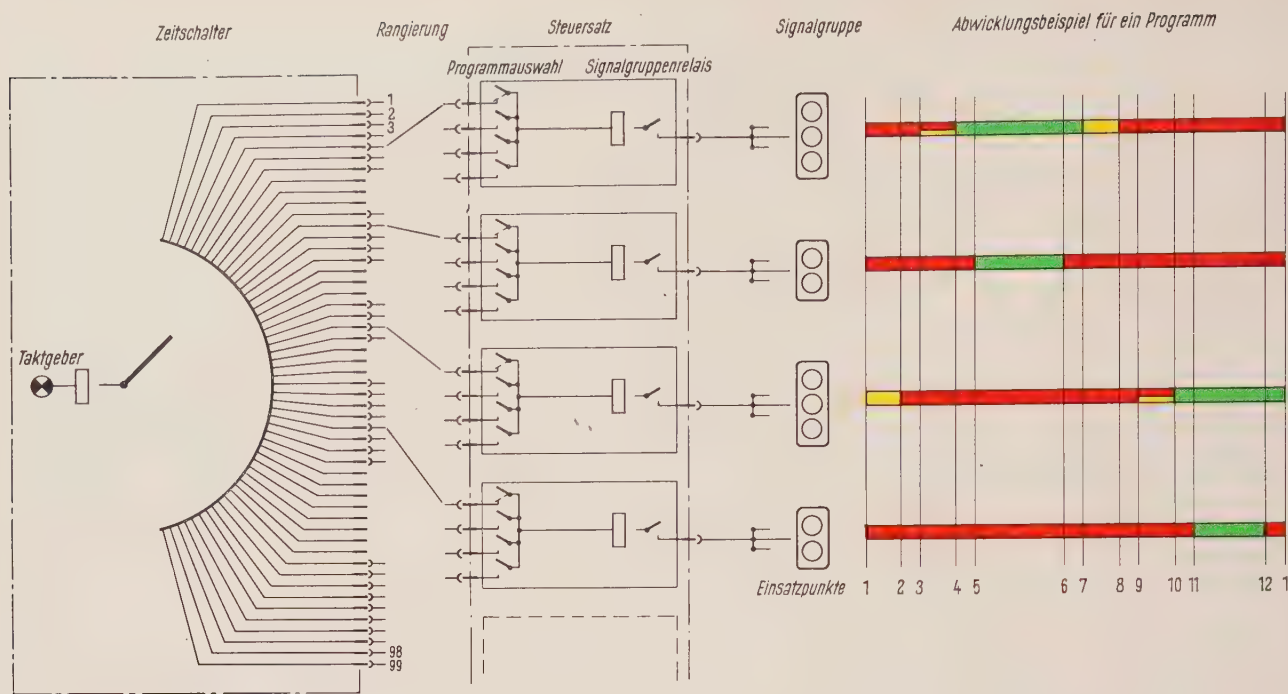 Zeitschalter
Rangierung
Steuersatz
Signalgruppe
Abwicklungsbeispiel für ein Programm
Programmauswahl
Signalgruppenrelais
1
2
3
Taktgeber
98
99
Einsatzpunkte
1 2 3 4 5 6 7 8 9 10 11 12 1